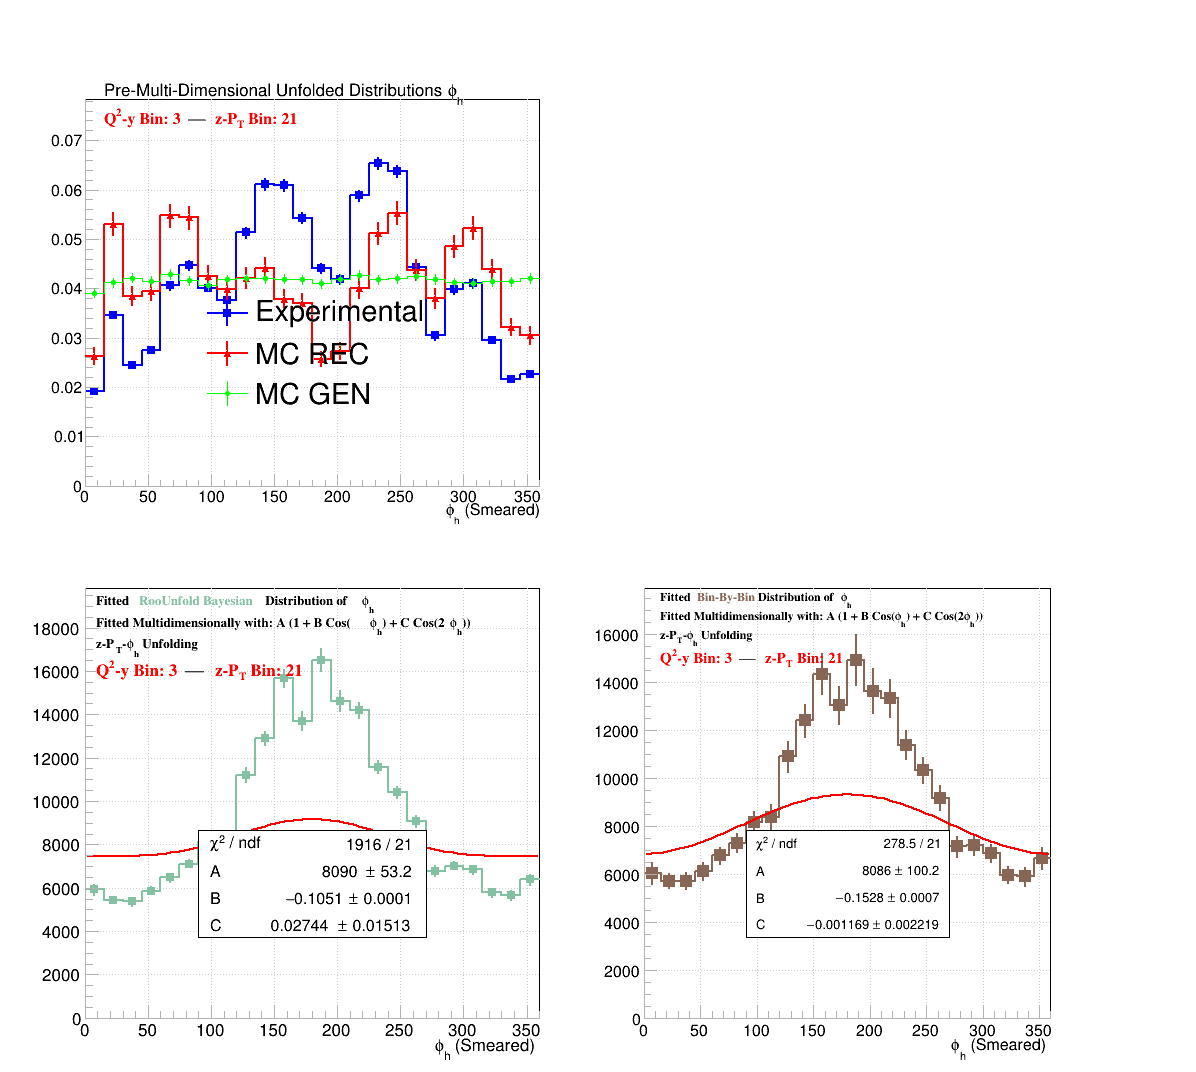 Pre-Multi-Dimensional Unfolded Distributions ϕh
Q²-y Bin: 3 — z-PT Bin: 21
0.07
0.06
0.05
0.04
0.03
0.02
0.01
0
Experimental
MC REC
MC GEN
0 50 100 150 200 250 300 350
ϕh (Smeared)
Fitted RooUnfold Bayesian Distribution of ϕh
Fitted Multidimensionally with: A (1 + B Cos( ϕh) + C Cos(2 ϕh))
z-PT-ϕh Unfolding
Q²-y Bin: 3 — z-PT Bin: 21
18000
16000
14000
12000
10000
8000
6000
4000
2000
0
χ² / ndf 1916 / 21
A 8090 ± 53.2
B −0.1051 ± 0.0001
C 0.02744 ± 0.01513
0 50 100 150 200 250 300 350
ϕh (Smeared)
Fitted Bin-By-Bin Distribution of ϕh
Fitted Multidimensionally with: A (1 + B Cos(ϕh) + C Cos(2ϕh))
z-PT-ϕh Unfolding
Q²-y Bin: 3 — z-PT Bin: 21
16000
14000
12000
10000
8000
6000
4000
2000
0
χ² / ndf 278.5 / 21
A 8086 ± 100.2
B −0.1528 ± 0.0007
C −0.001169 ± 0.002219
0 50 100 150 200 250 300 350
ϕh (Smeared)